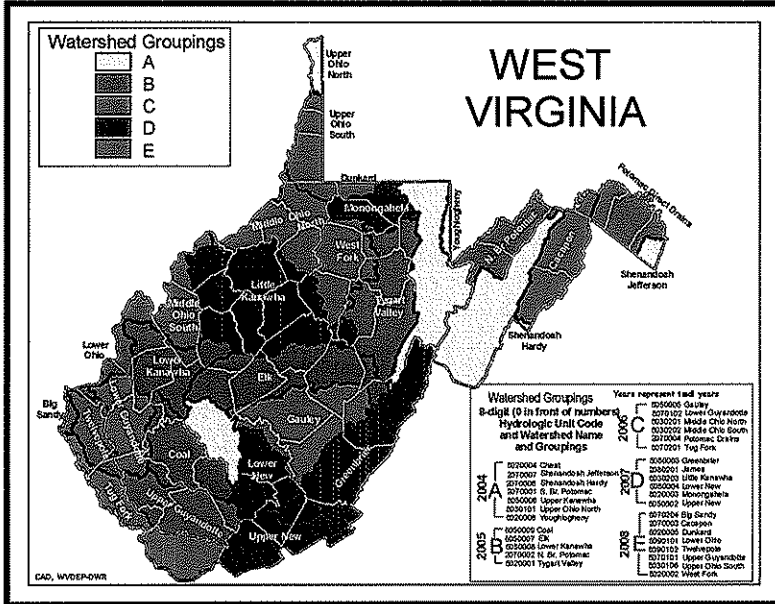 Watershed Groupings
A
B
C
D
E
WEST
VIRGINIA
Upper
Ohio
North
Upper
Ohio
South
Dunkard
Monongahela
Youghiogheny
Middle Ohio
North
West
Fork
N. Br. Potomac
Cacapon
Potomac Direct Drains
Shenandoah
Jefferson
Shenandoah
Hardy
Little
Kanawha
Tygart
Valley
Middle
Ohio
South
Lower
Ohio
Lower
Kanawha
Big
Sandy
Twelvepole
Lower Guyandotte
Elk
Gauley
Coal
Greenbrier
Lower
New
Tug Fork
Upper Guyandotte
Upper New
Watershed Groupings
8-digit (0 in front of numbers)
Hydrologic Unit Code
and Watershed Name
and Groupings
2004
A
5020004 Cheat
2070007 Shenandoah Jefferson
2070006 Shenandoah Hardy
2070001 S. Br. Potomac
5050006 Upper Kanawha
5030101 Upper Ohio North
5020006 Youghiogheny
2005
B
5050009 Coal
5050007 Elk
5050008 Lower Kanawha
2070002 N. Br. Potomac
5020001 Tygart Valley
Years represent fiscal years
2006
C
5050005 Gauley
5070102 Lower Guyandotte
5030201 Middle Ohio North
5030202 Middle Ohio South
2070004 Potomac Drains
5070201 Tug Fork
2007
D
5050003 Greenbrier
2080201 James
5030203 Little Kanawha
5050004 Lower New
5020003 Monongahela
5050002 Upper New
2008
E
5070204 Big Sandy
2070003 Cacapon
5020005 Dunkard
5090101 Lower Ohio
5090102 Twelvepole
5070101 Upper Guyandotte
5030106 Upper Ohio South
5020002 West Fork
CAD, WVDEP-DWR